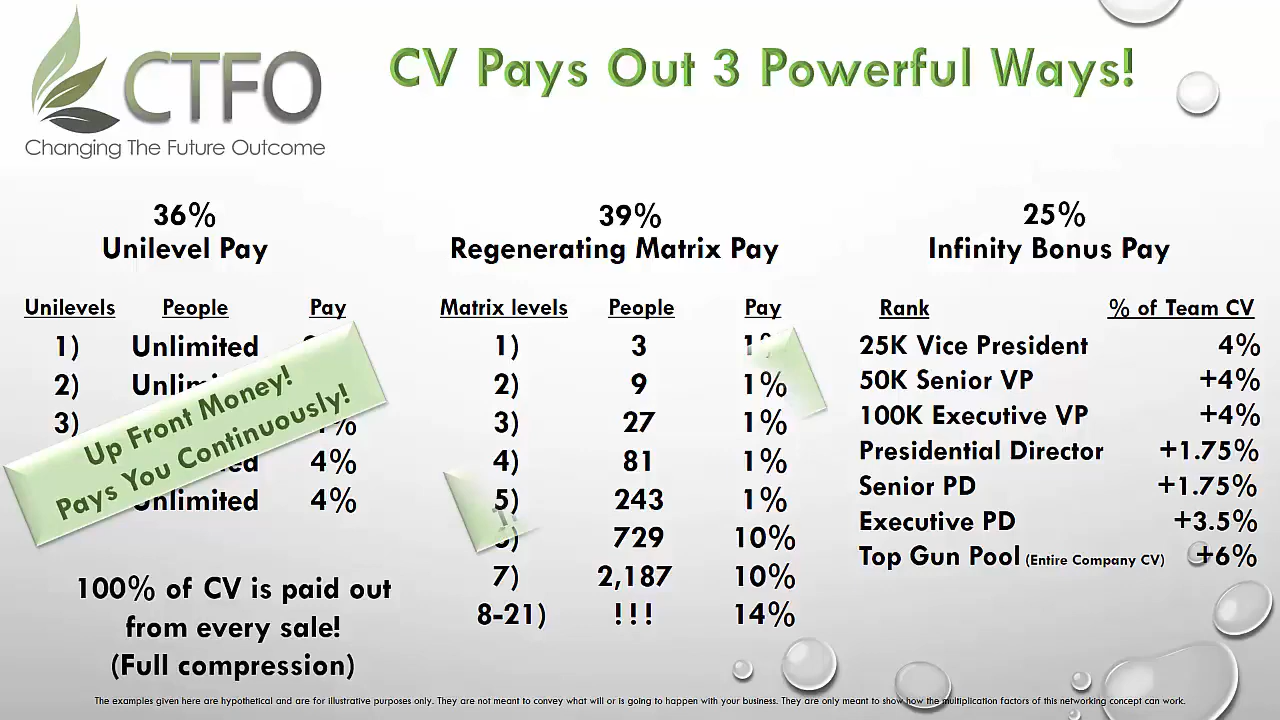 CTFO
Changing The Future Outcome
CV Pays Out 3 Powerful Ways!
36%
Unilevel Pay
Unilevels People Pay
1) Unlimited
2)
3)
4%
Unlimited 4%
Up Front Money!
Pays You Continuously!
100% of CV is paid out
from every sale!
(Full compression)
39%
Regenerating Matrix Pay
Matrix levels People Pay
1) 3
2) 9 1%
3) 27 1%
4) 81 1%
5) 243 1%
729 10%
7) 2,187 10%
8-21) !!! 14%
25%
Infinity Bonus Pay
Rank % of Team CV
25K Vice President 4%
50K Senior VP +4%
100K Executive VP +4%
Presidential Director +1.75%
Senior PD +1.75%
Executive PD +3.5%
Top Gun Pool (Entire Company CV) +6%
The examples given here are hypothetical and are for illustrative purposes only. They are not meant to convey what will or is going to happen with your business. They are only meant to show how the multiplication factors of this networking concept can work.